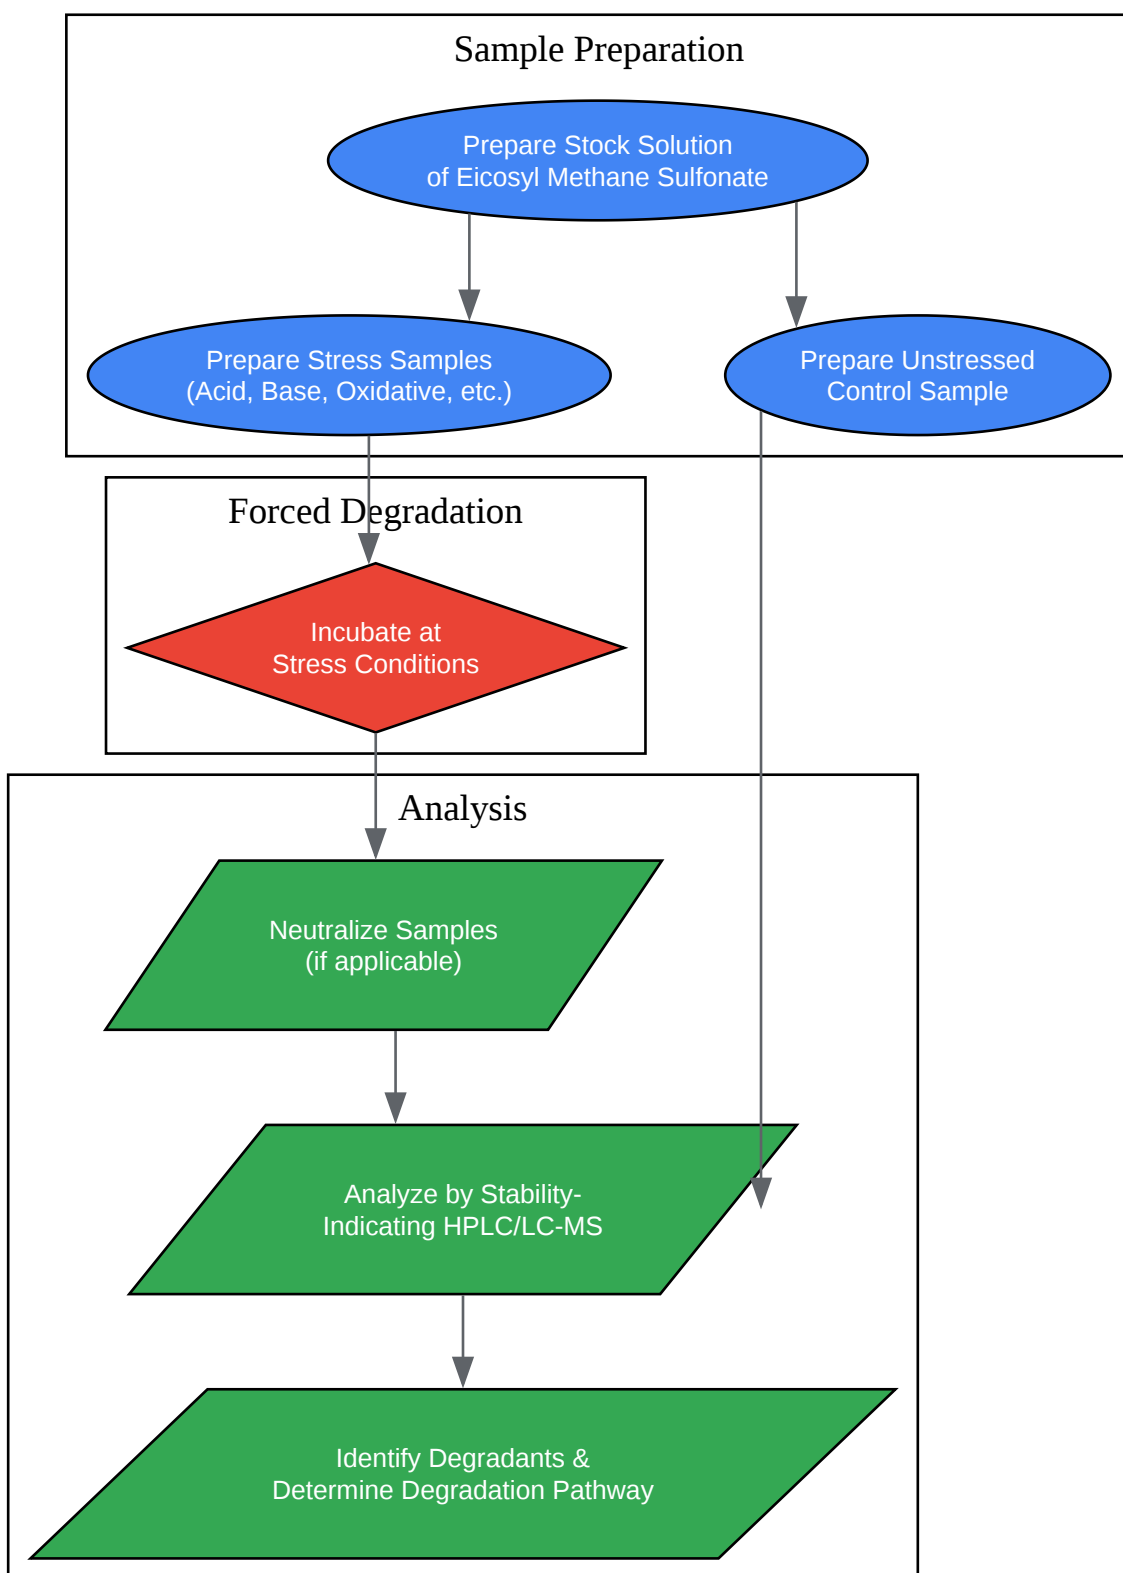 Sample Preparation
Prepare Stock Solution
of Eicosyl Methane Sulfonate
Prepare Stress Samples
(Acid, Base, Oxidative, etc.)
Prepare Unstressed
Control Sample
Forced Degradation
Incubate at
Stress Conditions
Analysis
Neutralize Samples
(if applicable)
Analyze by Stability-
Indicating HPLC/LC-MS
Identify Degradants &
Determine Degradation Pathway